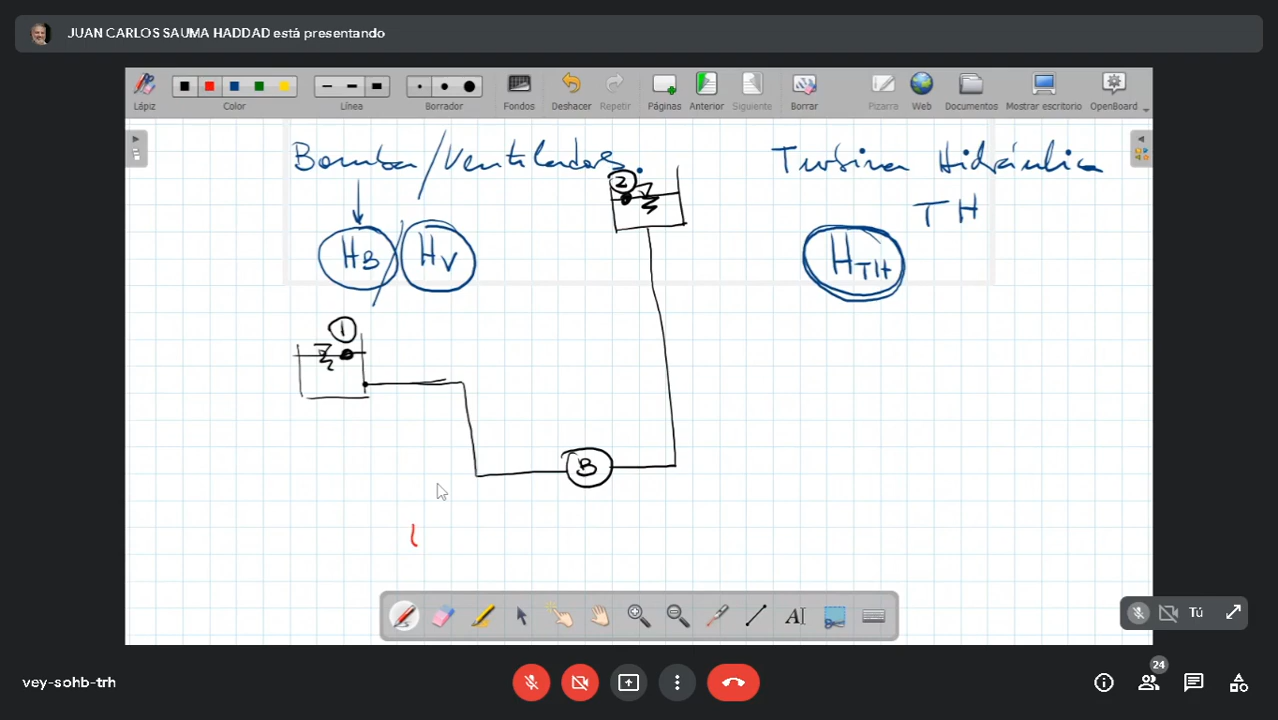 JUAN CARLOS SAUMA HADDAD está presentando
Lápiz Color Línea Borrador Fondos Deshacer Repetir Páginas Anterior Siguiente Borrar Pizarra Web Documentos Mostrar escritorio OpenBoard
Bomba/Ventiladores. Turbina Hidráulica
TH
2
HB / HV HTH
1
B
AI
Tú
vey-sohb-trh
24